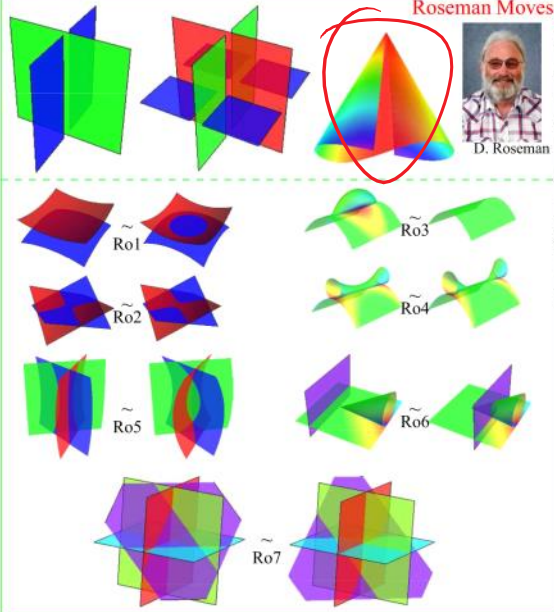 Roseman Moves
D. Roseman
~
Ro1
~
Ro3
~
Ro2
~
Ro4
~
Ro5
~
Ro6
~
Ro7